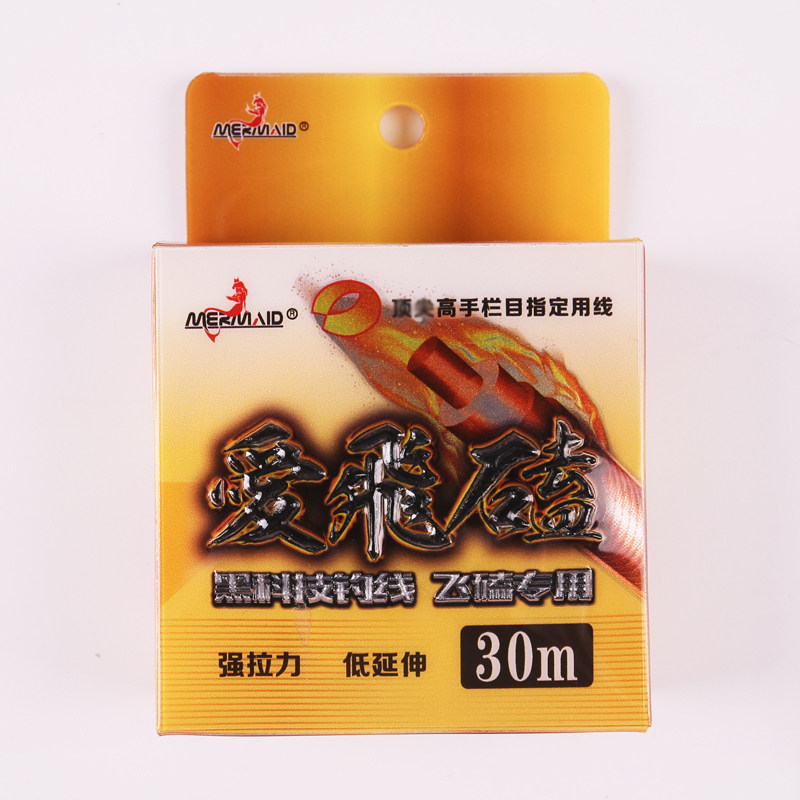 MERMAID®
MERMAID®
顶尖高手栏目指定用线
爱飛磕
黑科技钓线 飞磕专用
强拉力 低延伸 30m